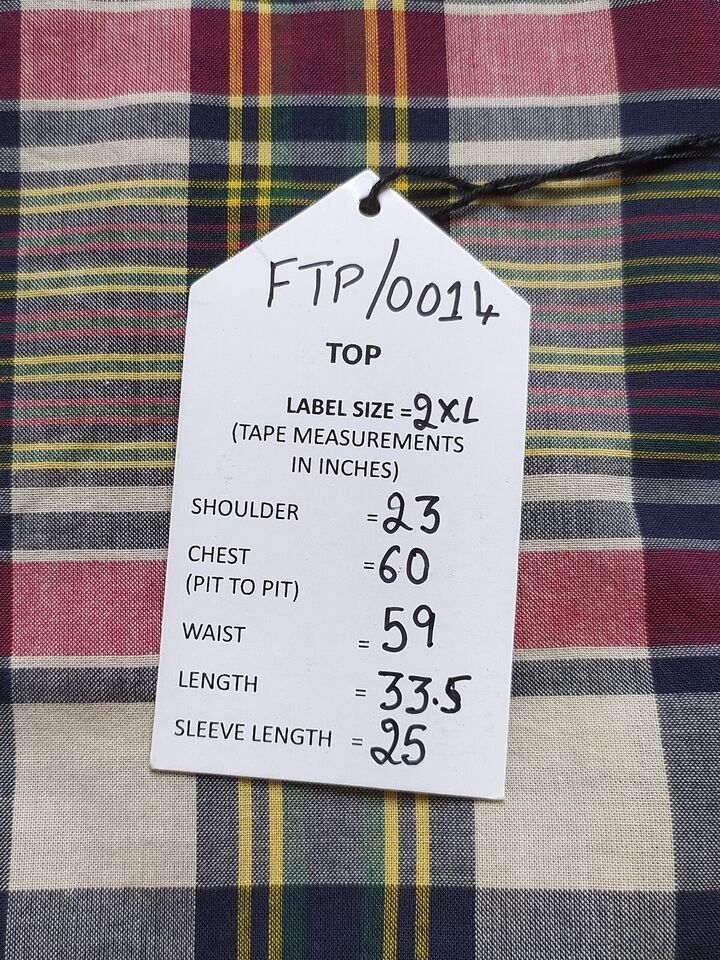 FTP/0014
TOP
LABEL SIZE = 2XL
(TAPE MEASUREMENTS
IN INCHES)
SHOULDER = 23
CHEST = 60
(PIT TO PIT)
WAIST = 59
LENGTH = 33.5
SLEEVE LENGTH = 25